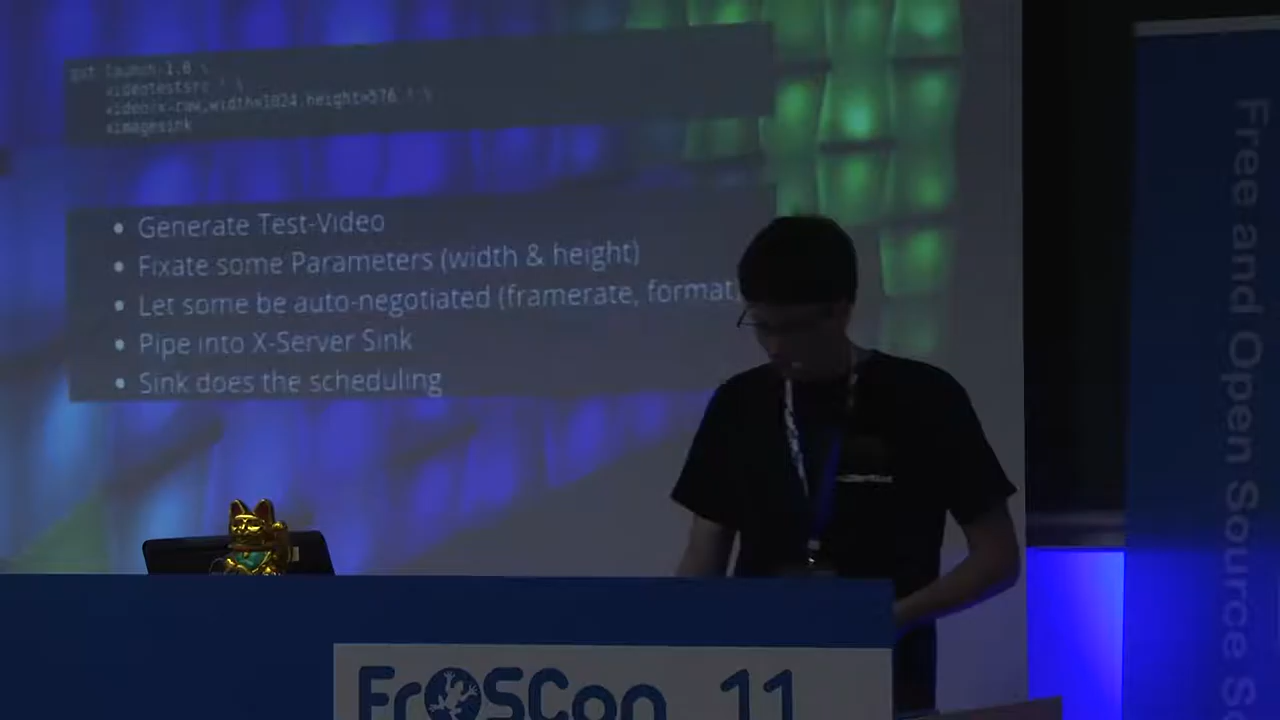 gst-launch-1.0 \
videotestsrc ! \
video/x-raw,width=1024,height=576 ! \
ximagesink
Generate Test-Video
Fixate some Parameters (width & height)
Let some be auto-negotiated (framerate, format)
Pipe into X-Server Sink
Sink does the scheduling
FrOSCon 11
Free and Open Source